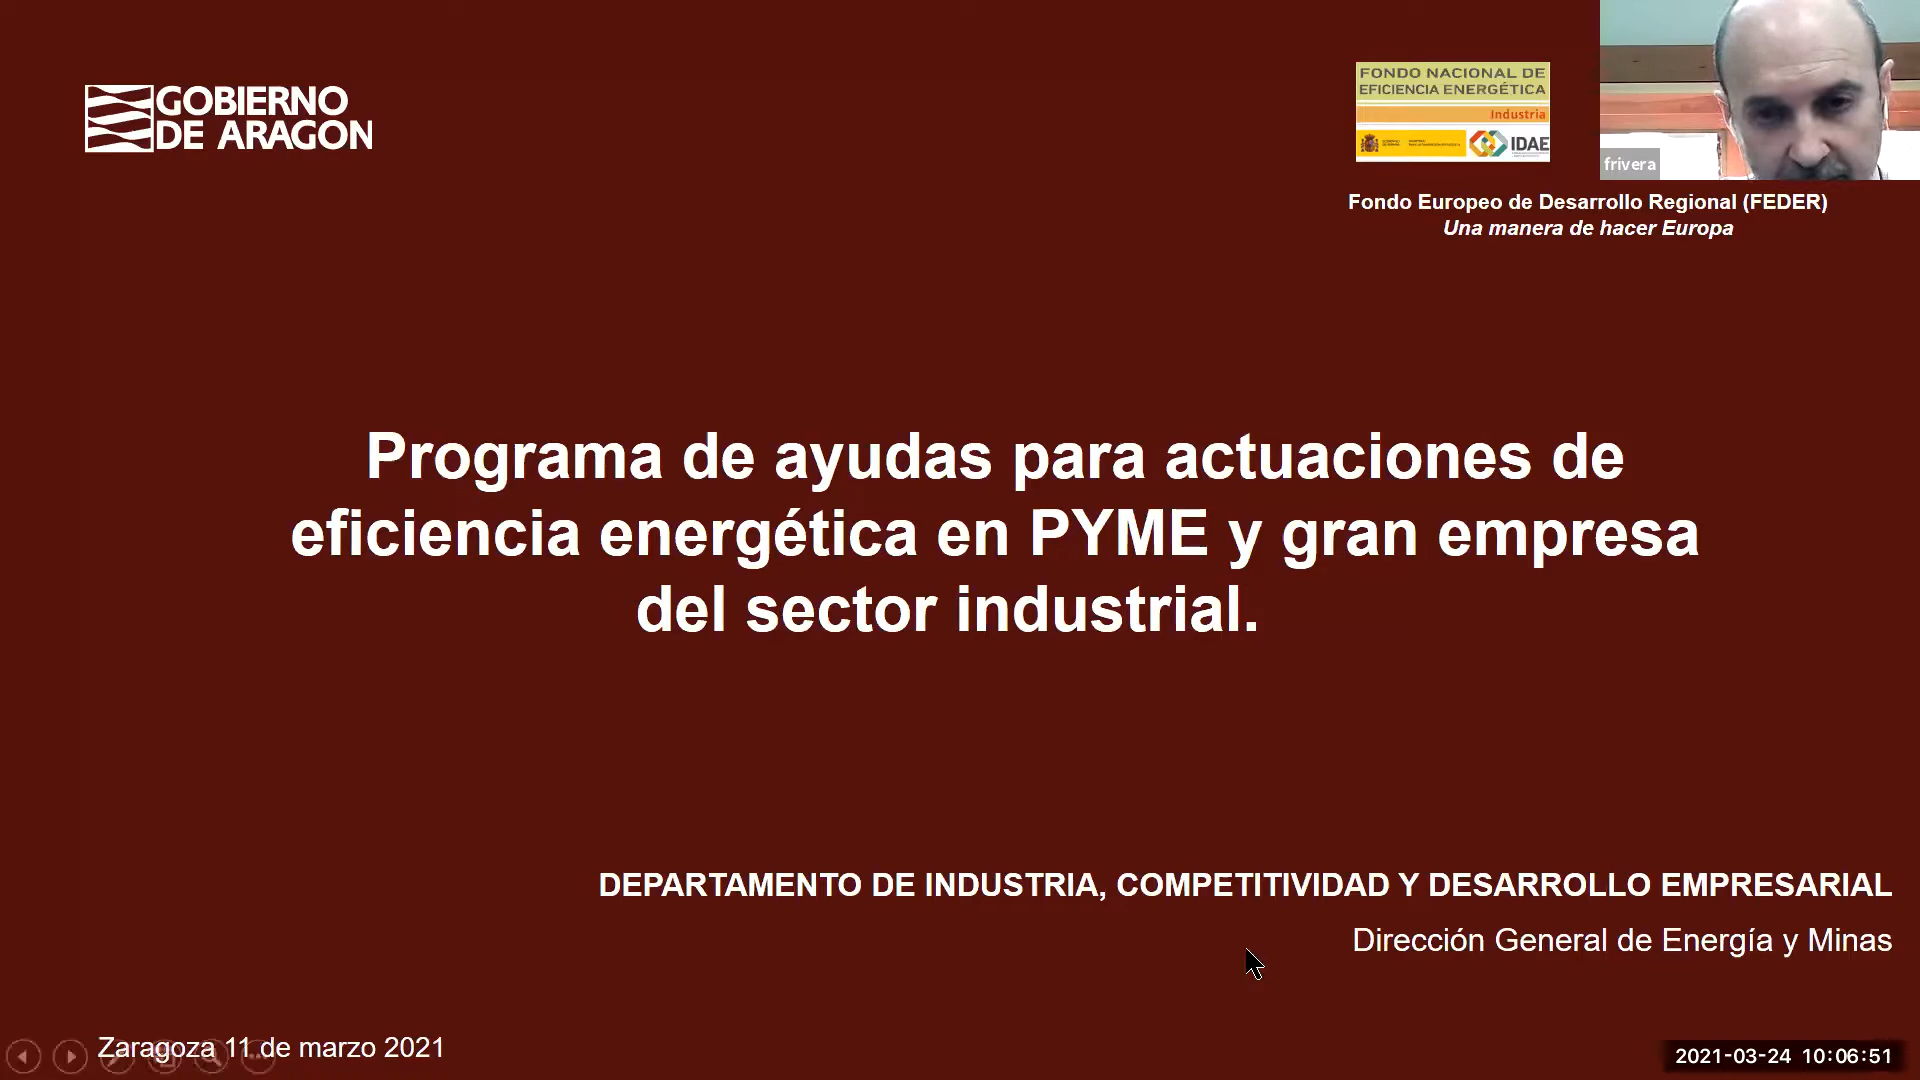 GOBIERNO
DE ARAGON
FONDO NACIONAL DE
EFICIENCIA ENERGÉTICA
Industria
IDAE
frivera
Fondo Europeo de Desarrollo Regional (FEDER)
Una manera de hacer Europa
Programa de ayudas para actuaciones de
eficiencia energética en PYME y gran empresa
del sector industrial.
DEPARTAMENTO DE INDUSTRIA, COMPETITIVIDAD Y DESARROLLO EMPRESARIAL
Dirección General de Energía y Minas
Zaragoza 11 de marzo 2021
2021-03-24 10:06:51